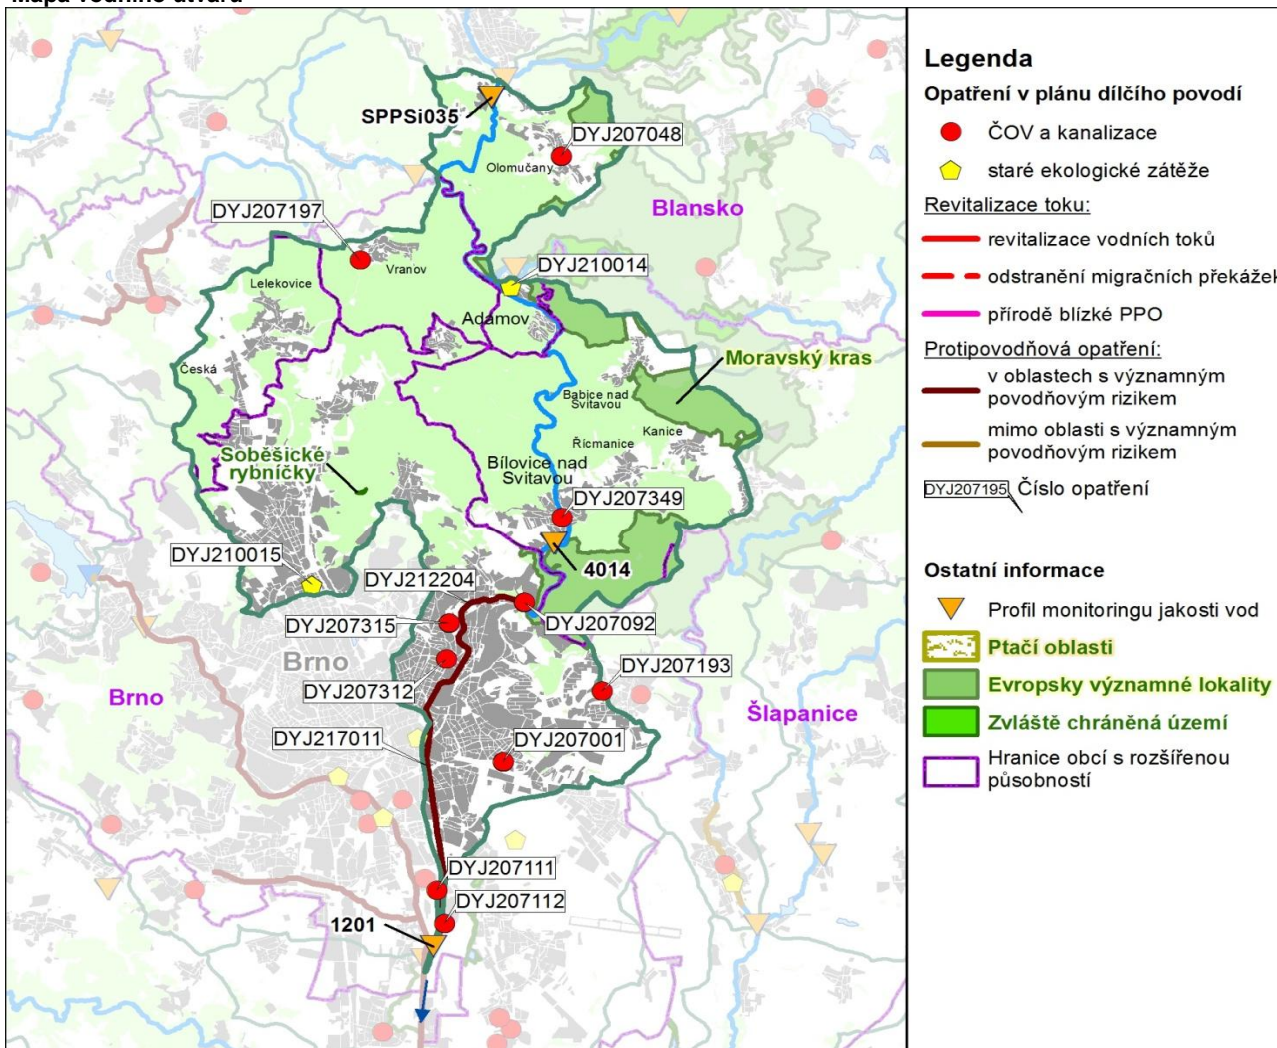 Mapa vodního útvaru
SPPSi035
DYJ207048
Olomučany
DYJ207197
Blansko
Vranov
DYJ210014
Lelekovice
Adamov
Moravský kras
Česká
Babice nad
Svitavou
Kanice
Řícmanice
Soběšické
rybníčky
Bílovice nad
Svitavou
DYJ207349
DYJ210015
DYJ212204
4014
DYJ207315
DYJ207092
Brno
DYJ207193
DYJ207312
Brno
Šlapanice
DYJ217011
DYJ207001
DYJ207111
DYJ207112
1201
Legenda
Opatření v plánu dílčího povodí
ČOV a kanalizace
staré ekologické zátěže
Revitalizace toku:
revitalizace vodních toků
odstranění migračních překážek
přírodě blízké PPO
Protipovodňová opatření:
v oblastech s významným
povodňovým rizikem
mimo oblasti s významným
povodňovým rizikem
DYJ207195 Číslo opatření
Ostatní informace
Profil monitoringu jakosti vod
Ptačí oblasti
Evropsky významné lokality
Zvláště chráněná území
Hranice obcí s rozšířenou
působností